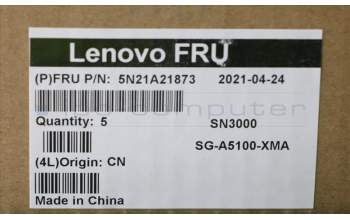 Lenovo FRU
(P)FRU P/N: 5N21A21873 2021-04-24
Quantity: 5 SN3000
SG-A5100-XMA
(4L)Origin: CN
Made in China